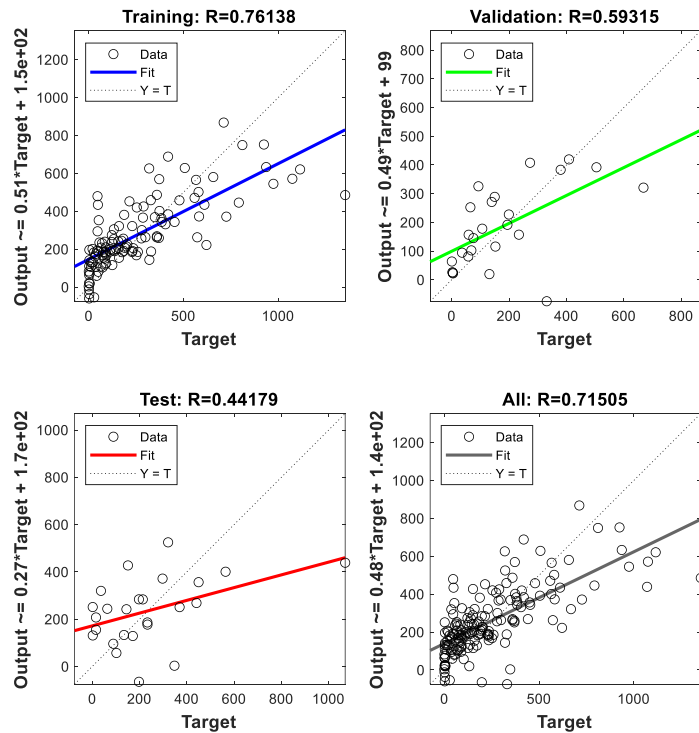 Training: R=0.76138
Output ~= 0.51*Target + 1.5e+02
Data
Fit
Y = T
1200
1000
800
600
400
200
0
0 500 1000
Target
Validation: R=0.59315
Output ~= 0.49*Target + 99
Data
Fit
Y = T
800
700
600
500
400
300
200
100
0
0 200 400 600 800
Target
Test: R=0.44179
Output ~= 0.27*Target + 1.7e+02
Data
Fit
Y = T
1000
800
600
400
200
0
0 200 400 600 800 1000
Target
All: R=0.71505
Output ~= 0.48*Target + 1.4e+02
Data
Fit
Y = T
1200
1000
800
600
400
200
0
0 500 1000
Target